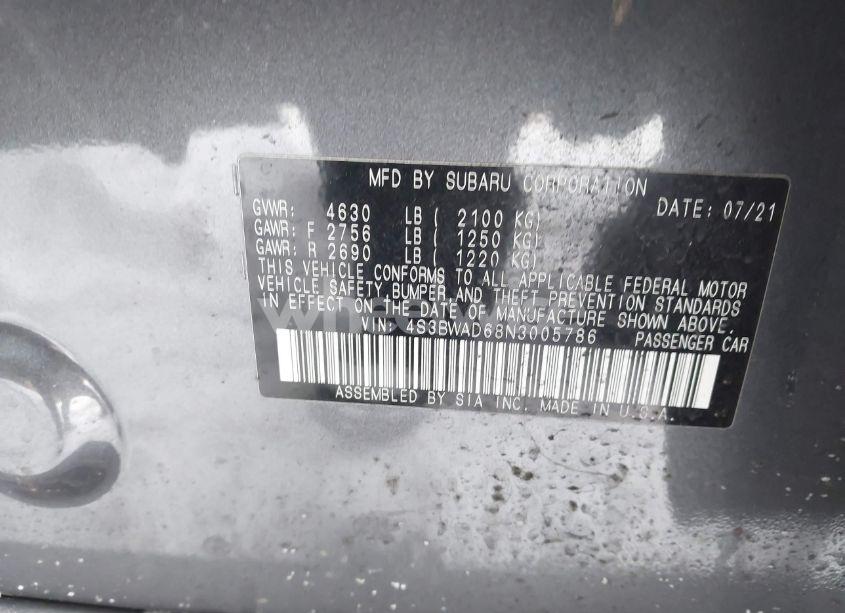 MFD BY SUBARU CORPORATION
DATE: 07/21
GVWR: 4630 LB ( 2100 KG)
GAWR: F 2756 LB ( 1250 KG)
GAWR: R 2690 LB ( 1220 KG)
THIS VEHICLE CONFORMS TO ALL APPLICABLE FEDERAL MOTOR
VEHICLE SAFETY, BUMPER, AND THEFT PREVENTION STANDARDS
IN EFFECT ON THE DATE OF MANUFACTURE SHOWN ABOVE.
VIN: 4S3BWAD68N3005786 PASSENGER CAR
ASSEMBLED BY SIA INC. MADE IN U.S.A.